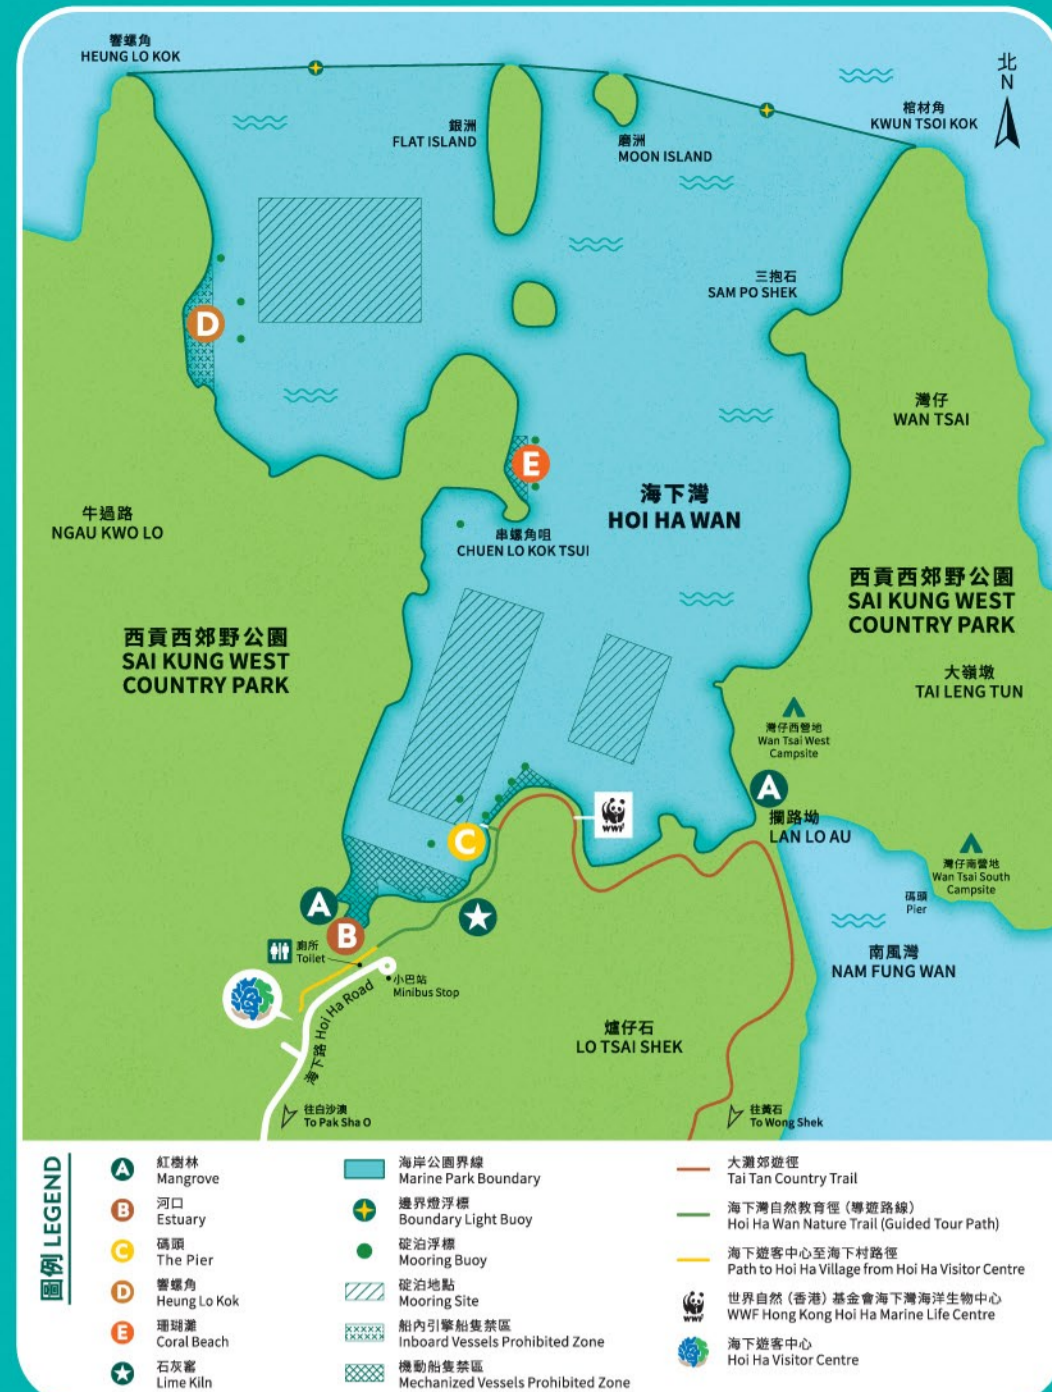 響螺角
HEUNG LO KOK
北
N
棺材角
KWUN TSOI KOK
銀洲
FLAT ISLAND
磨洲
MOON ISLAND
三抱石
SAM PO SHEK
D
灣仔
WAN TSAI
E
海下灣
HOI HA WAN
牛過路
NGAU KWO LO
串螺角咀
CHUEN LO KOK TSUI
西貢西郊野公園
SAI KUNG WEST
COUNTRY PARK
西貢西郊野公園
SAI KUNG WEST
COUNTRY PARK
大嶺墩
TAI LENG TUN
灣仔西營地
Wan Tsai West
Campsite
A
WWF
攔路坳
LAN LO AU
C
灣仔南營地
Wan Tsai South
Campsite
碼頭
Pier
A
B
廁所
Toilet
南風灣
NAM FUNG WAN
小巴站
Minibus Stop
海下路 Hoi Ha Road
爐仔石
LO TSAI SHEK
往白沙澳
To Pak Sha O
往黃石
To Wong Shek
圖例 LEGEND
A
紅樹林
Mangrove
B
河口
Estuary
C
碼頭
The Pier
D
響螺角
Heung Lo Kok
E
珊瑚灘
Coral Beach
石灰窰
Lime Kiln
海岸公園界線
Marine Park Boundary
邊界燈浮標
Boundary Light Buoy
碇泊浮標
Mooring Buoy
碇泊地點
Mooring Site
船內引擎船隻禁區
Inboard Vessels Prohibited Zone
機動船隻禁區
Mechanized Vessels Prohibited Zone
大灘郊遊徑
Tai Tan Country Trail
海下灣自然教育徑 (導遊路線)
Hoi Ha Wan Nature Trail (Guided Tour Path)
海下遊客中心至海下村路徑
Path to Hoi Ha Village from Hoi Ha Visitor Centre
WWF
世界自然 (香港) 基金會海下灣海洋生物中心
WWF Hong Kong Hoi Ha Marine Life Centre
海下遊客中心
Hoi Ha Visitor Centre